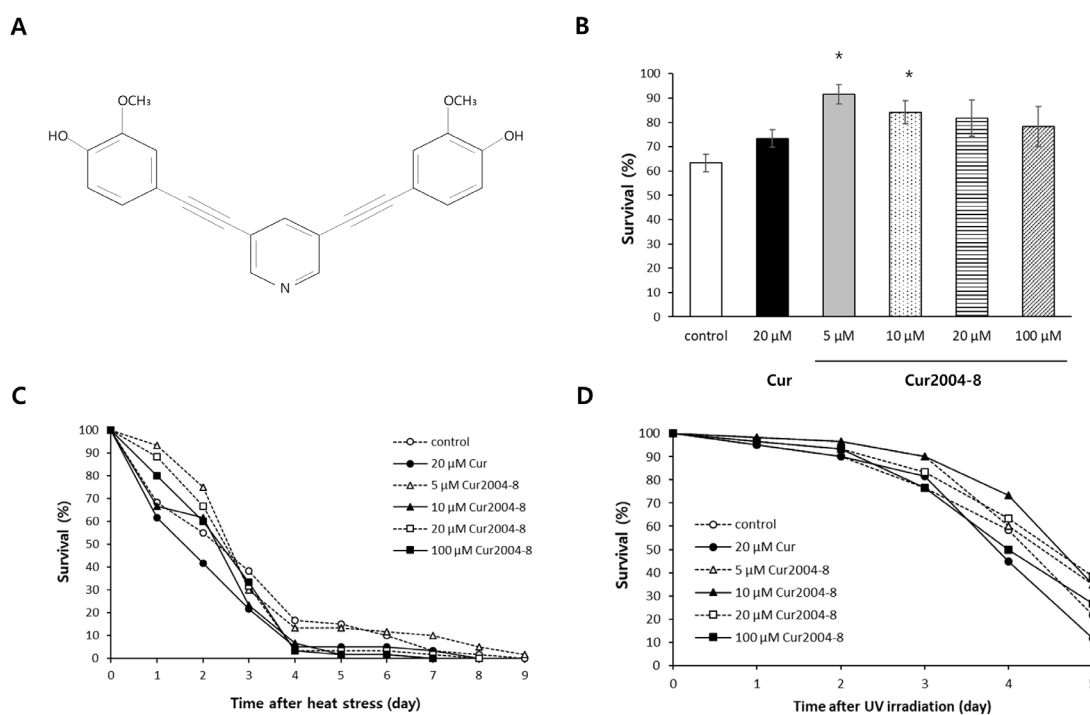 A
OCH₃
HO
OCH₃
OH
N
B
Survival (%)
100
90
80
70
60
50
40
30
20
10
0
*
*
control
20 μM
5 μM
10 μM
20 μM
100 μM
Cur
Cur2004-8
C
Survival (%)
100
90
80
70
60
50
40
30
20
10
0
control
20 μM Cur
5 μM Cur2004-8
10 μM Cur2004-8
20 μM Cur2004-8
100 μM Cur2004-8
0 1 2 3 4 5 6 7 8 9
Time after heat stress (day)
D
Survival (%)
100
90
80
70
60
50
40
30
20
10
0
control
20 μM Cur
5 μM Cur2004-8
10 μM Cur2004-8
20 μM Cur2004-8
100 μM Cur2004-8
0 1 2 3 4
Time after UV irradiation (day)